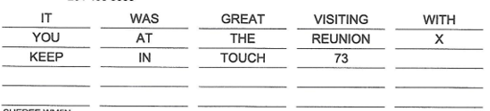 IT WAS GREAT VISITING WITH
YOU AT THE REUNION X
KEEP IN TOUCH 73